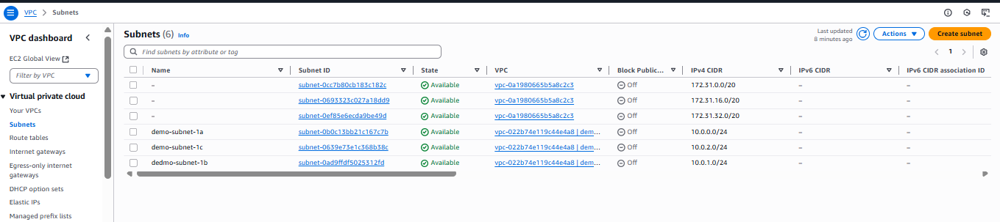 VPC > Subnets
VPC dashboard
EC2 Global View
Filter by VPC
Virtual private cloud
Your VPCs
Subnets
Route tables
Internet gateways
Egress-only internet gateways
DHCP option sets
Elastic IPs
Managed prefix lists
Subnets (6) Info
Last updated 8 minutes ago
Actions
Create subnet
Find subnets by attribute or tag
1
Name Subnet ID State VPC Block Public... IPv4 CIDR IPv6 CIDR IPv6 CIDR association ID
– subnet-0cc7b80cb183c182c Available vpc-0a1980665b5a8c2c3 Off 172.31.0.0/20 – –
– subnet-0693323c027a18dd9 Available vpc-0a1980665b5a8c2c3 Off 172.31.16.0/20 – –
– subnet-0ef85e6ecda9be49d Available vpc-0a1980665b5a8c2c3 Off 172.31.32.0/20 – –
demo-subnet-1a subnet-0b0c13bb21c167c7b Available vpc-022b74e119c44e4a8 | dem... Off 10.0.0.0/24 – –
demo-subnet-1c subnet-0639e73e1c368b38c Available vpc-022b74e119c44e4a8 | dem... Off 10.0.2.0/24 – –
dedmo-subnet-1b subnet-0ad9ffdf5025312fd Available vpc-022b74e119c44e4a8 | dem... Off 10.0.1.0/24 – –